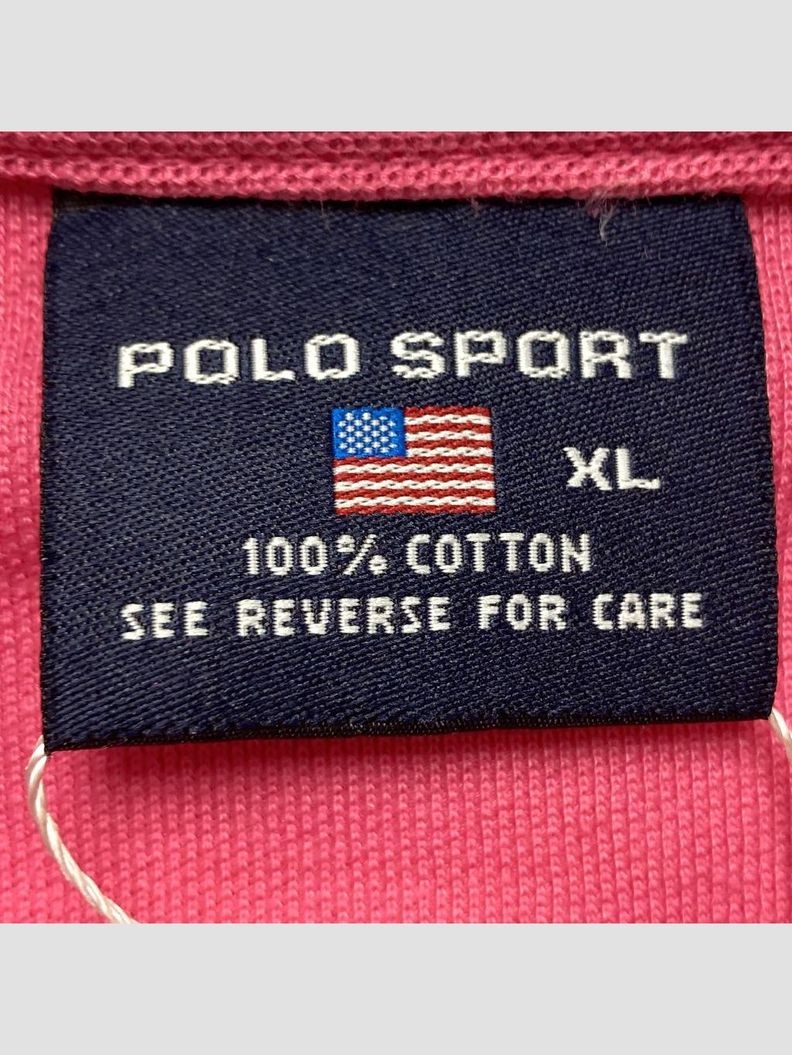 POLO SPORT
XL
100% COTTON
SEE REVERSE FOR CARE